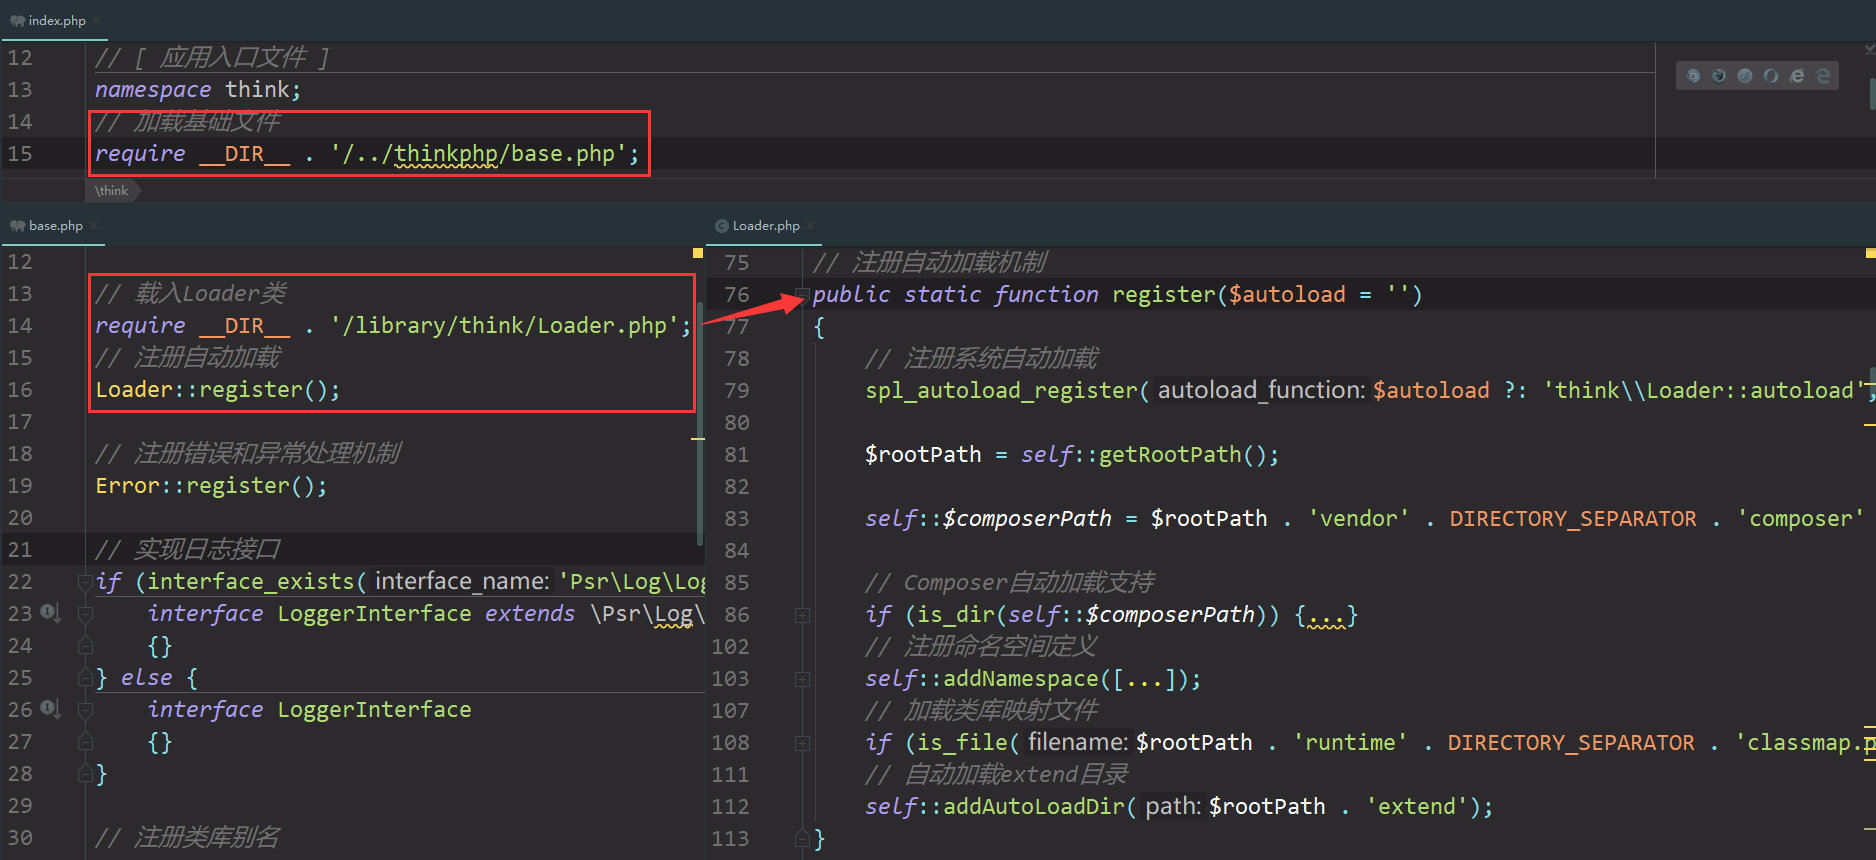 index.php
12 // [ 应用入口文件 ]
13 namespace think;
14 // 加载基础文件
15 require __DIR__ . '/../thinkphp/base.php';
\think
base.php
12
13 // 载入Loader类
14 require __DIR__ . '/library/think/Loader.php';
15 // 注册自动加载
16 Loader::register();
17
18 // 注册错误和异常处理机制
19 Error::register();
20
21 // 实现日志接口
22 if (interface_exists( interface_name: 'Psr\Log\Log
23 interface LoggerInterface extends \Psr\Log\
24 {}
25 } else {
26 interface LoggerInterface
27 {}
28 }
29
30 // 注册类库别名
Loader.php
75 // 注册自动加载机制
76 public static function register($autoload = '')
77 {
78 // 注册系统自动加载
79 spl_autoload_register( autoload_function: $autoload ?: 'think\\Loader::autoload'
80
81 $rootPath = self::getRootPath();
82
83 self::$composerPath = $rootPath . 'vendor' . DIRECTORY_SEPARATOR . 'composer'
84
85 // Composer自动加载支持
86 if (is_dir(self::$composerPath)) {...}
102 // 注册命名空间定义
103 self::addNamespace([...]);
107 // 加载类库映射文件
108 if (is_file( filename: $rootPath . 'runtime' . DIRECTORY_SEPARATOR . 'classmap.p
111 // 自动加载extend目录
112 self::addAutoLoadDir( path: $rootPath . 'extend');
113 }